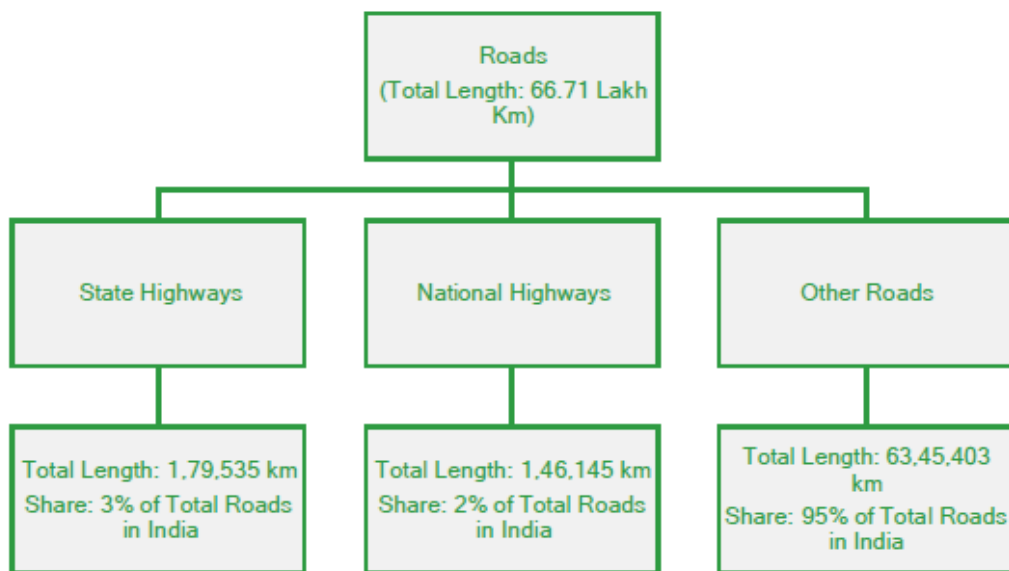 Roads
(Total Length: 66.71 Lakh
Km)
State Highways
National Highways
Other Roads
Total Length: 1,79,535 km
Share: 3% of Total Roads
in India
Total Length: 1,46,145 km
Share: 2% of Total Roads
in India
Total Length: 63,45,403
km
Share: 95% of Total Roads
in India